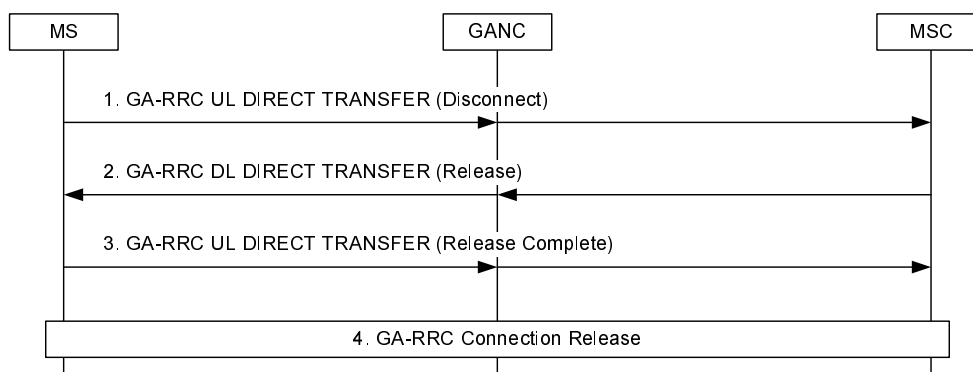 MS
GANC
MSC
1. GA-RRC UL DIRECT TRANSFER (Disconnect)
2. GA-RRC DL DIRECT TRANSFER (Release)
3. GA-RRC UL DIRECT TRANSFER (Release Complete)
4. GA-RRC Connection Release